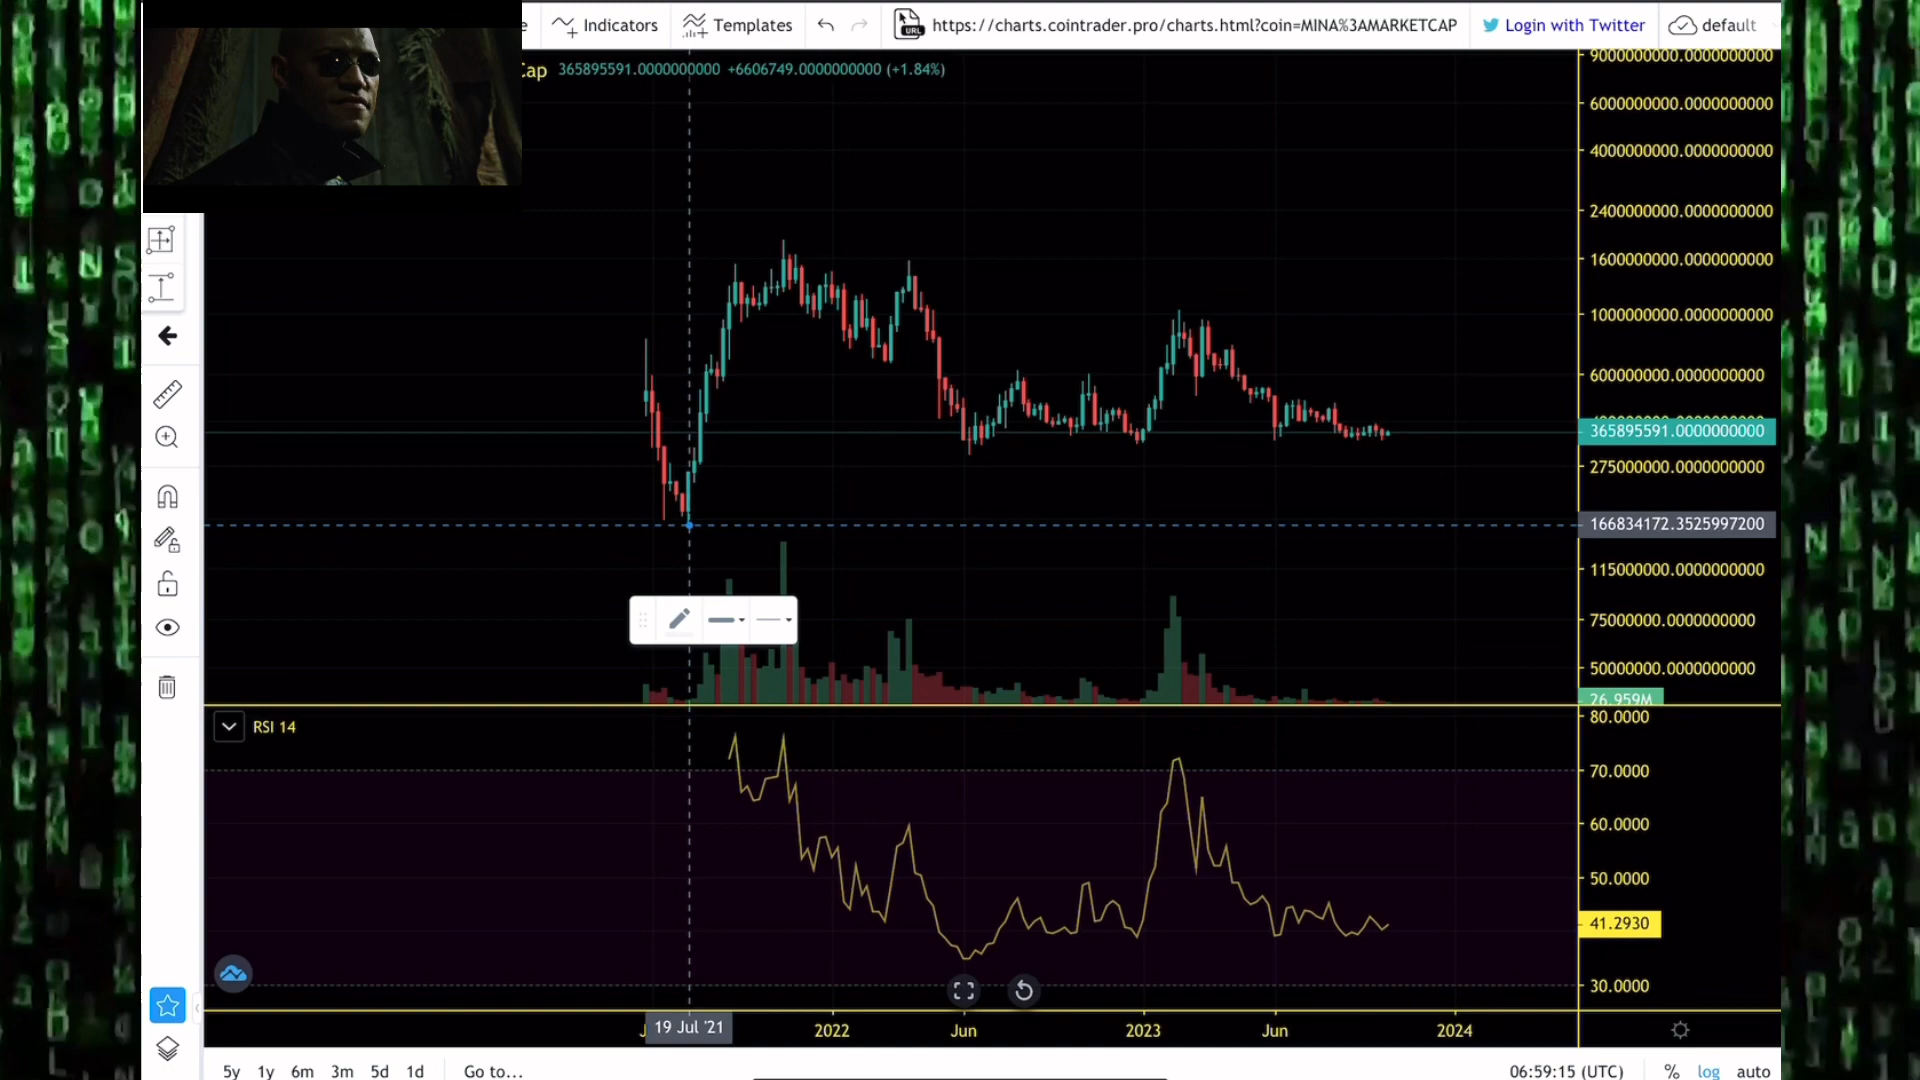 e
Indicators
Templates
URL
https://charts.cointrader.pro/charts.html?coin=MINA%3AMARKETCAP
Login with Twitter
default
Cap 365895591.0000000000 +6606749.0000000000 (+1.84%)
9000000000.0000000000
6000000000.0000000000
4000000000.0000000000
2400000000.0000000000
1600000000.0000000000
1000000000.0000000000
600000000.0000000000
365895591.0000000000
275000000.0000000000
166834172.3525997200
115000000.0000000000
75000000.0000000000
50000000.0000000000
26.959M
RSI 14
80.0000
70.0000
60.0000
50.0000
41.2930
30.0000
19 Jul '21
2022
Jun
2023
Jun
2024
5y 1y 6m 3m 5d 1d Go to...
06:59:15 (UTC) % log auto